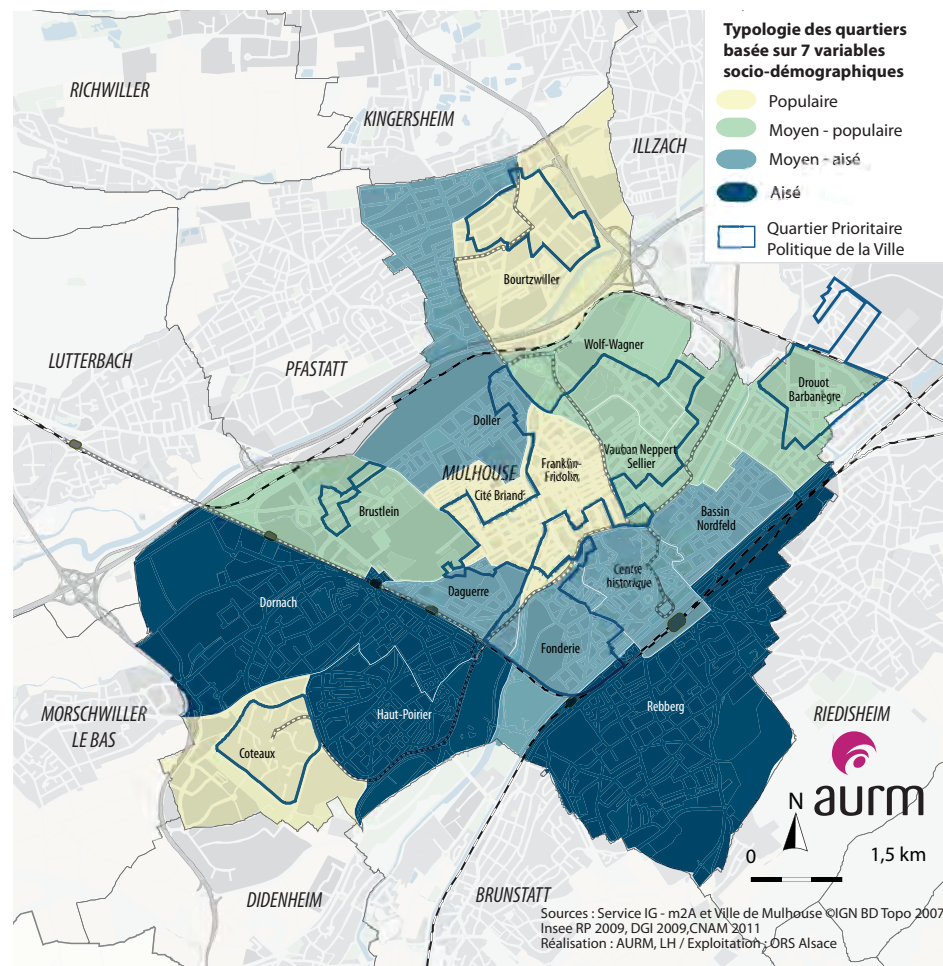 Typologie des quartiers
basée sur 7 variables
socio-démographiques
Populaire
Moyen - populaire
Moyen - aisé
Aisé
Quartier Prioritaire
Politique de la Ville
RICHWILLER
KINGERSHEIM
ILLZACH
Bourtzwiller
LUTTERBACH
PFASTATT
Wolf-Wagner
Drouot
Barbanègre
Doller
MULHOUSE
Franklin-
Fridolin
Vauban Neppert
Sellier
Cité Briand
Brustlein
Bassin
Nordfeld
Centre
historique
Daguerre
Dornach
Fonderie
Haut-Poirier
Rebberg
MORSCHWILLER
LE BAS
RIEDISHEIM
Coteaux
aurm
N
0
1,5 km
DIDENHEIM
BRUNSTATT
Sources : Service IG - m2A et Ville de Mulhouse ©IGN BD Topo 2007
Insee RP 2009, DGI 2009,CNAM 2011
Réalisation : AURM, LH / Exploitation : ORS Alsace